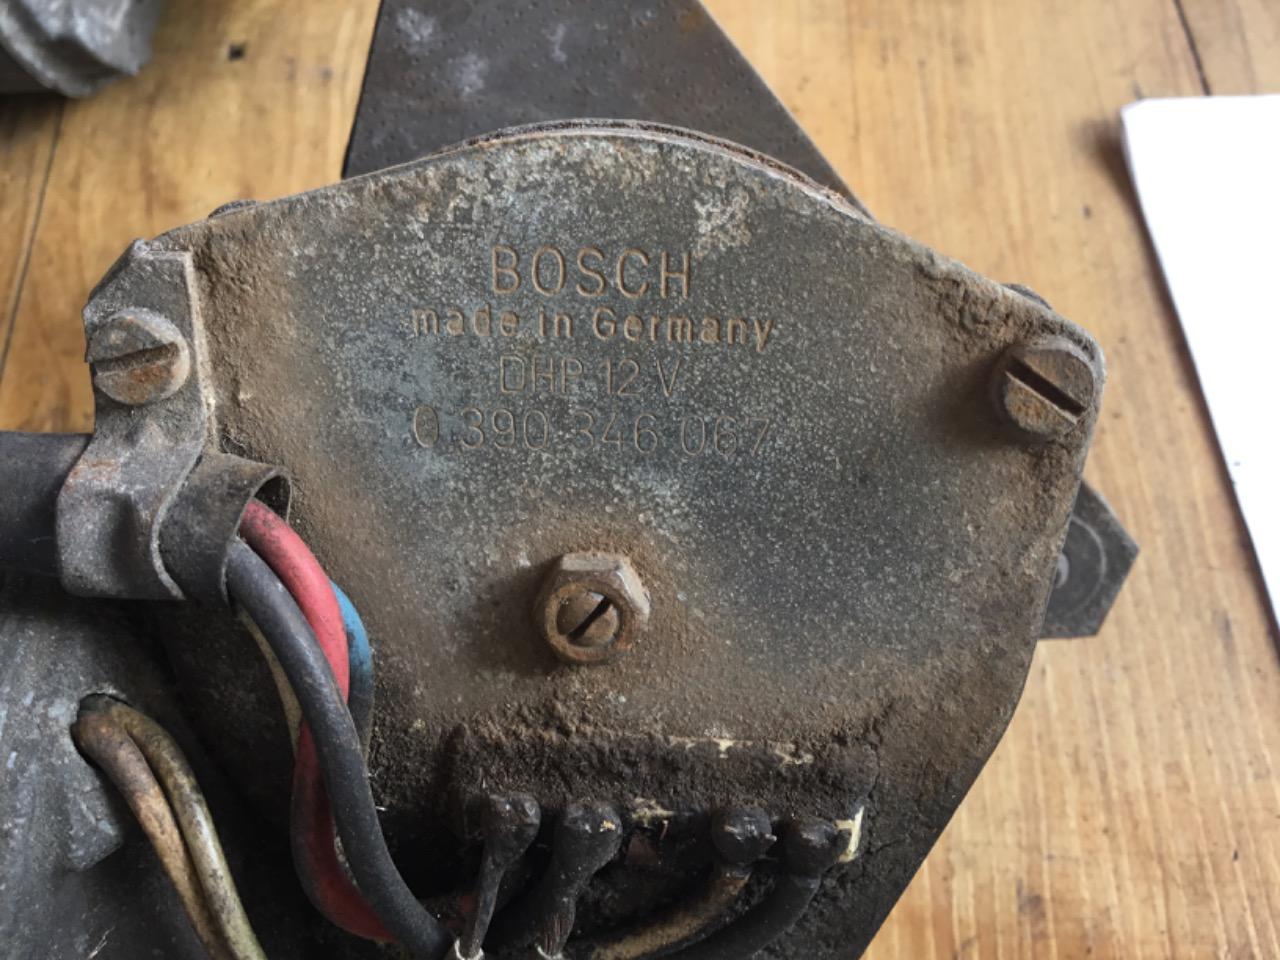 BOSCH
made in Germany
DHP 12 V
0 390 346 067